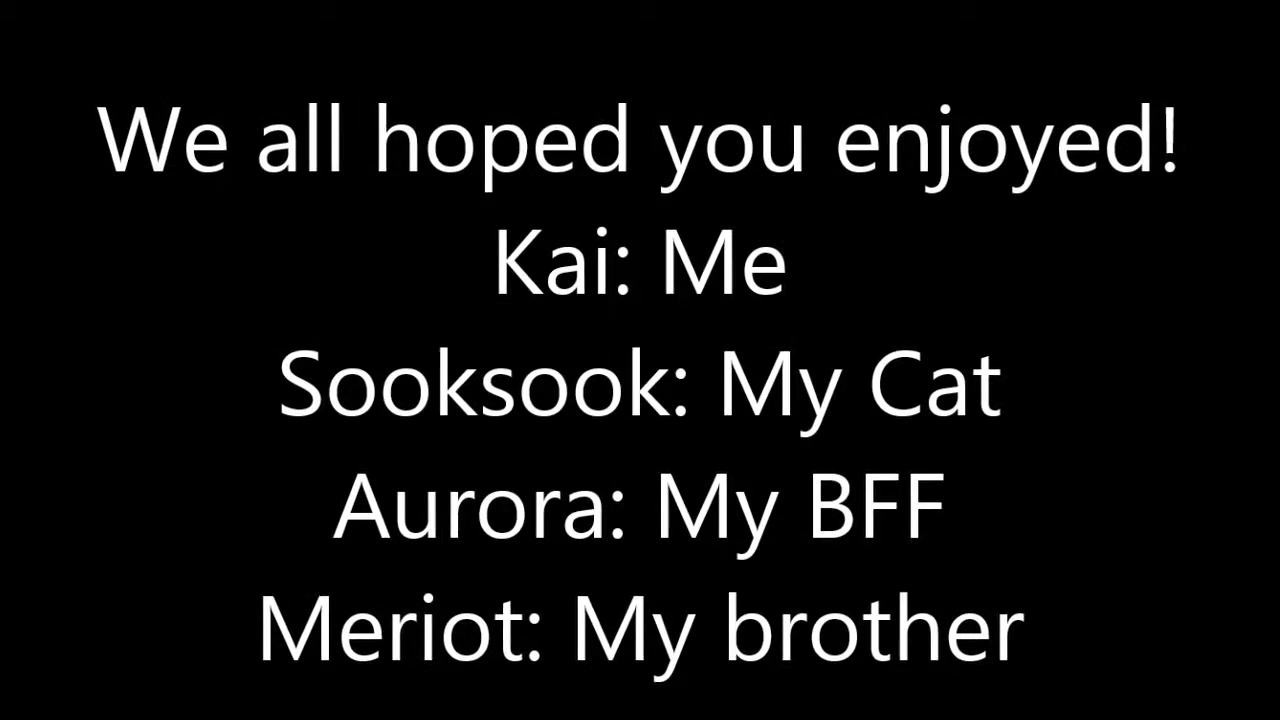 We all hoped you enjoyed!
Kai: Me
Sooksook: My Cat
Aurora: My BFF
Meriot: My brother